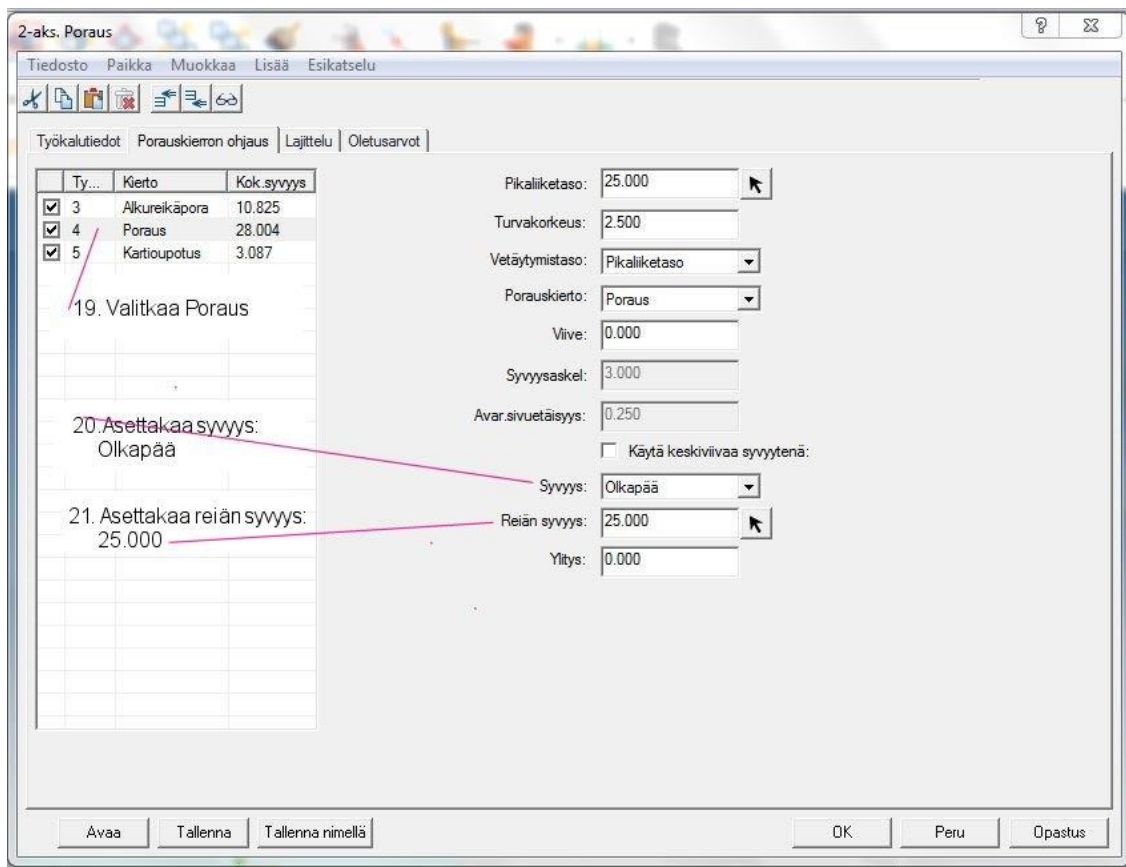 2-aks. Poraus
Tiedosto Paikka Muokkaa Lisää Esikatselu
Työkalutiedot Porauskierron ohjaus Lajittelu Oletusarvot
Ty... Kierto Kok.syvyys
3 Alkureikäpora 10.825
4 Poraus 28.004
5 Kartioupotus 3.087
19. Valitkaa Poraus
20.Asettakaa syvyys:
Olkapää
21. Asettakaa reiän syvyys:
25.000
Pikaliiketaso: 25.000
Turvakorkeus: 2.500
Vetäytymistaso: Pikaliiketaso
Porauskierto: Poraus
Viive: 0.000
Syvyysaskel: 3.000
Avar.sivuetäisyys: 0.250
Käytä keskiviivaa syvyytenä:
Syvyys: Olkapää
Reiän syvyys: 25.000
Ylitys: 0.000
Avaa Tallenna Tallenna nimellä OK Peru Opastus